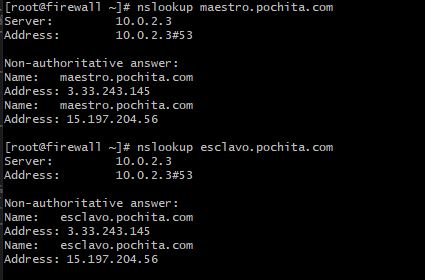 [root@firewall ~]# nslookup maestro.pochita.com
Server:         10.0.2.3
Address:        10.0.2.3#53

Non-authoritative answer:
Name:   maestro.pochita.com
Address: 3.33.243.145
Name:   maestro.pochita.com
Address: 15.197.204.56

[root@firewall ~]# nslookup esclavo.pochita.com
Server:         10.0.2.3
Address:        10.0.2.3#53

Non-authoritative answer:
Name:   esclavo.pochita.com
Address: 3.33.243.145
Name:   esclavo.pochita.com
Address: 15.197.204.56